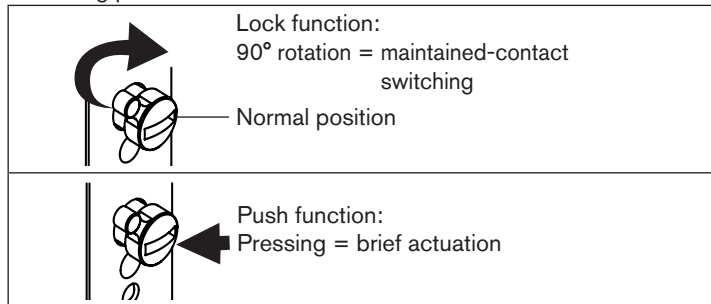 Lock function:
90° rotation = maintained-contact
switching
Normal position
Push function:
Pressing = brief actuation